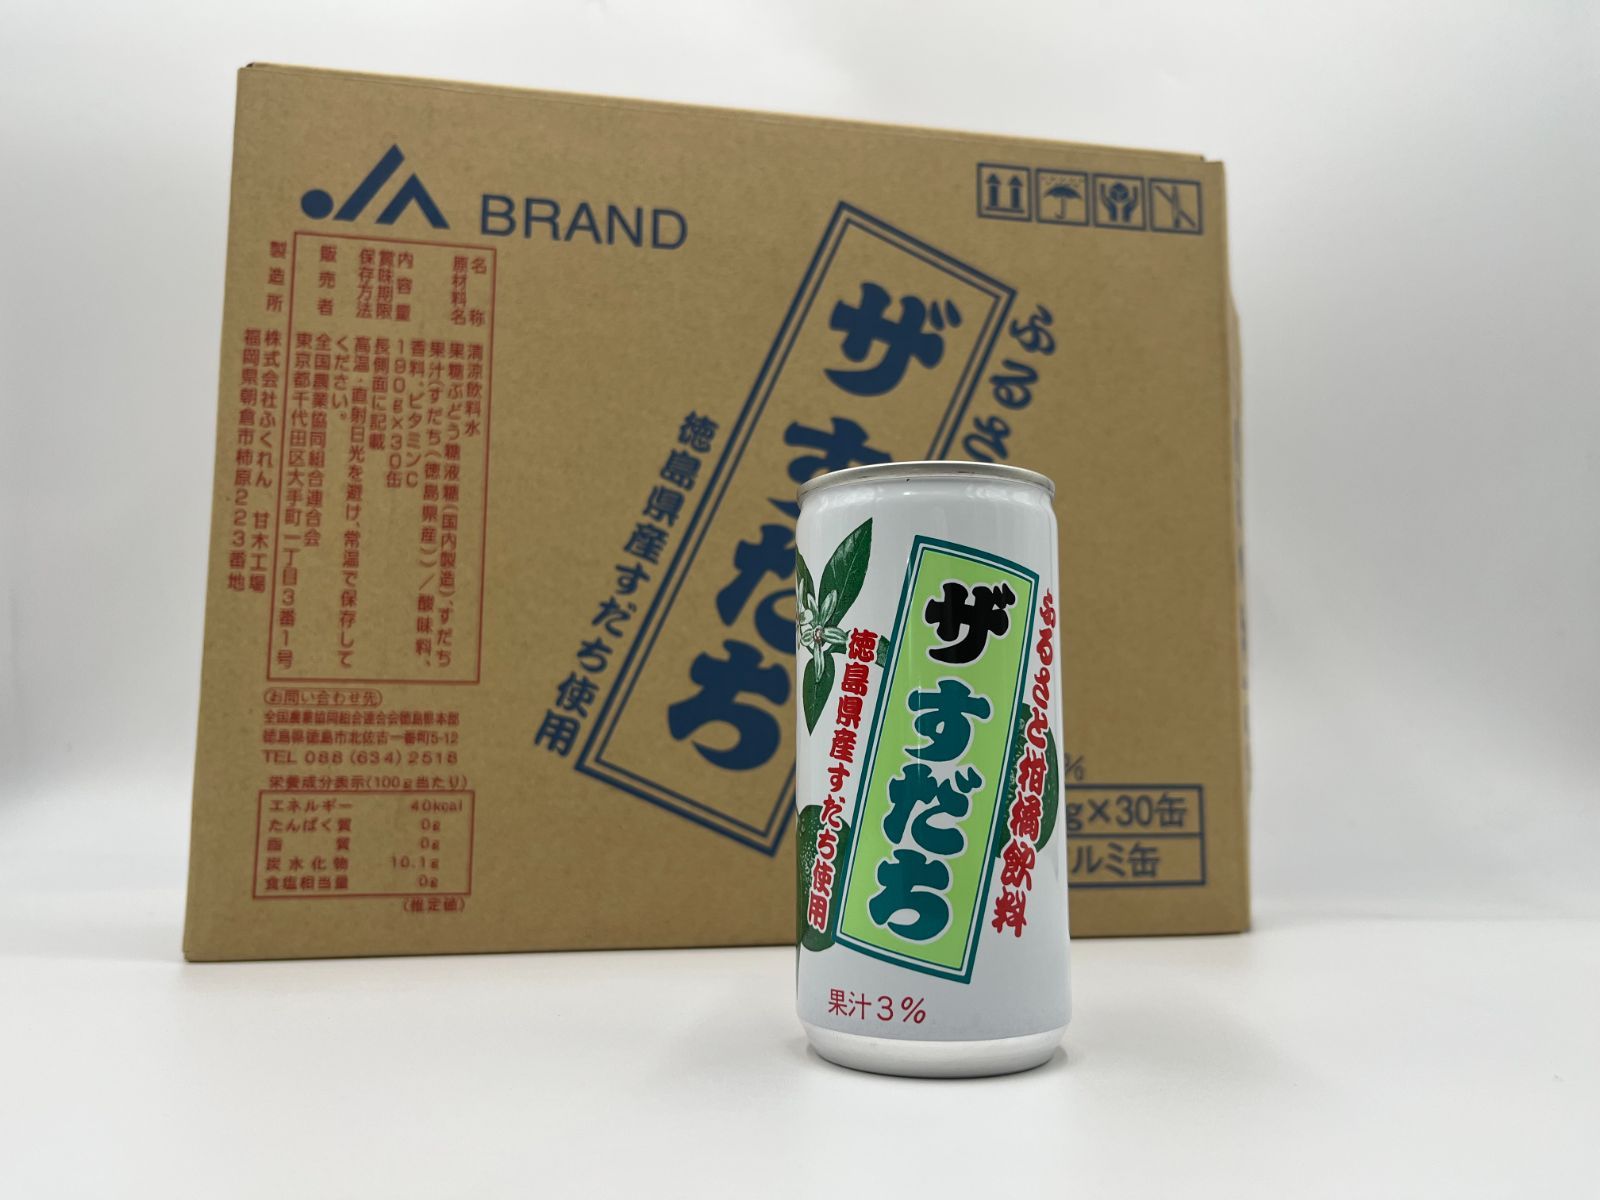 JA BRAND
名称 清涼飲料水
原材料名 果糖ぶどう糖液糖(国内製造)、すだち
果汁(すだち(徳島県産))/酸味料、
香料、ビタミンC
内容量 190g×30缶
賞味期限 長側面に記載
保存方法 高温・直射日光を避け、常温で保存して
ください。
販売者 全国農業協同組合連合会
東京都千代田区大手町一丁目3番1号
製造所 株式会社ふくれん 甘木工場
福岡県朝倉市柿原223番地
お問い合わせ先
全国農業協同組合連合会徳島県本部
徳島県徳島市北佐古一番町5-12
TEL 088(634)2518
栄養成分表示(100g当たり)
エネルギー 40kcal
たんぱく質 0g
脂質 0g
炭水化物 10.1g
食塩相当量 0g
(推定値)
ふるさ
ザ すだち
徳島県産すだち使用
%
g×30缶
ルミ缶
ふるさと柑橘飲料
ザ すだち
徳島県産すだち使用
果汁3%